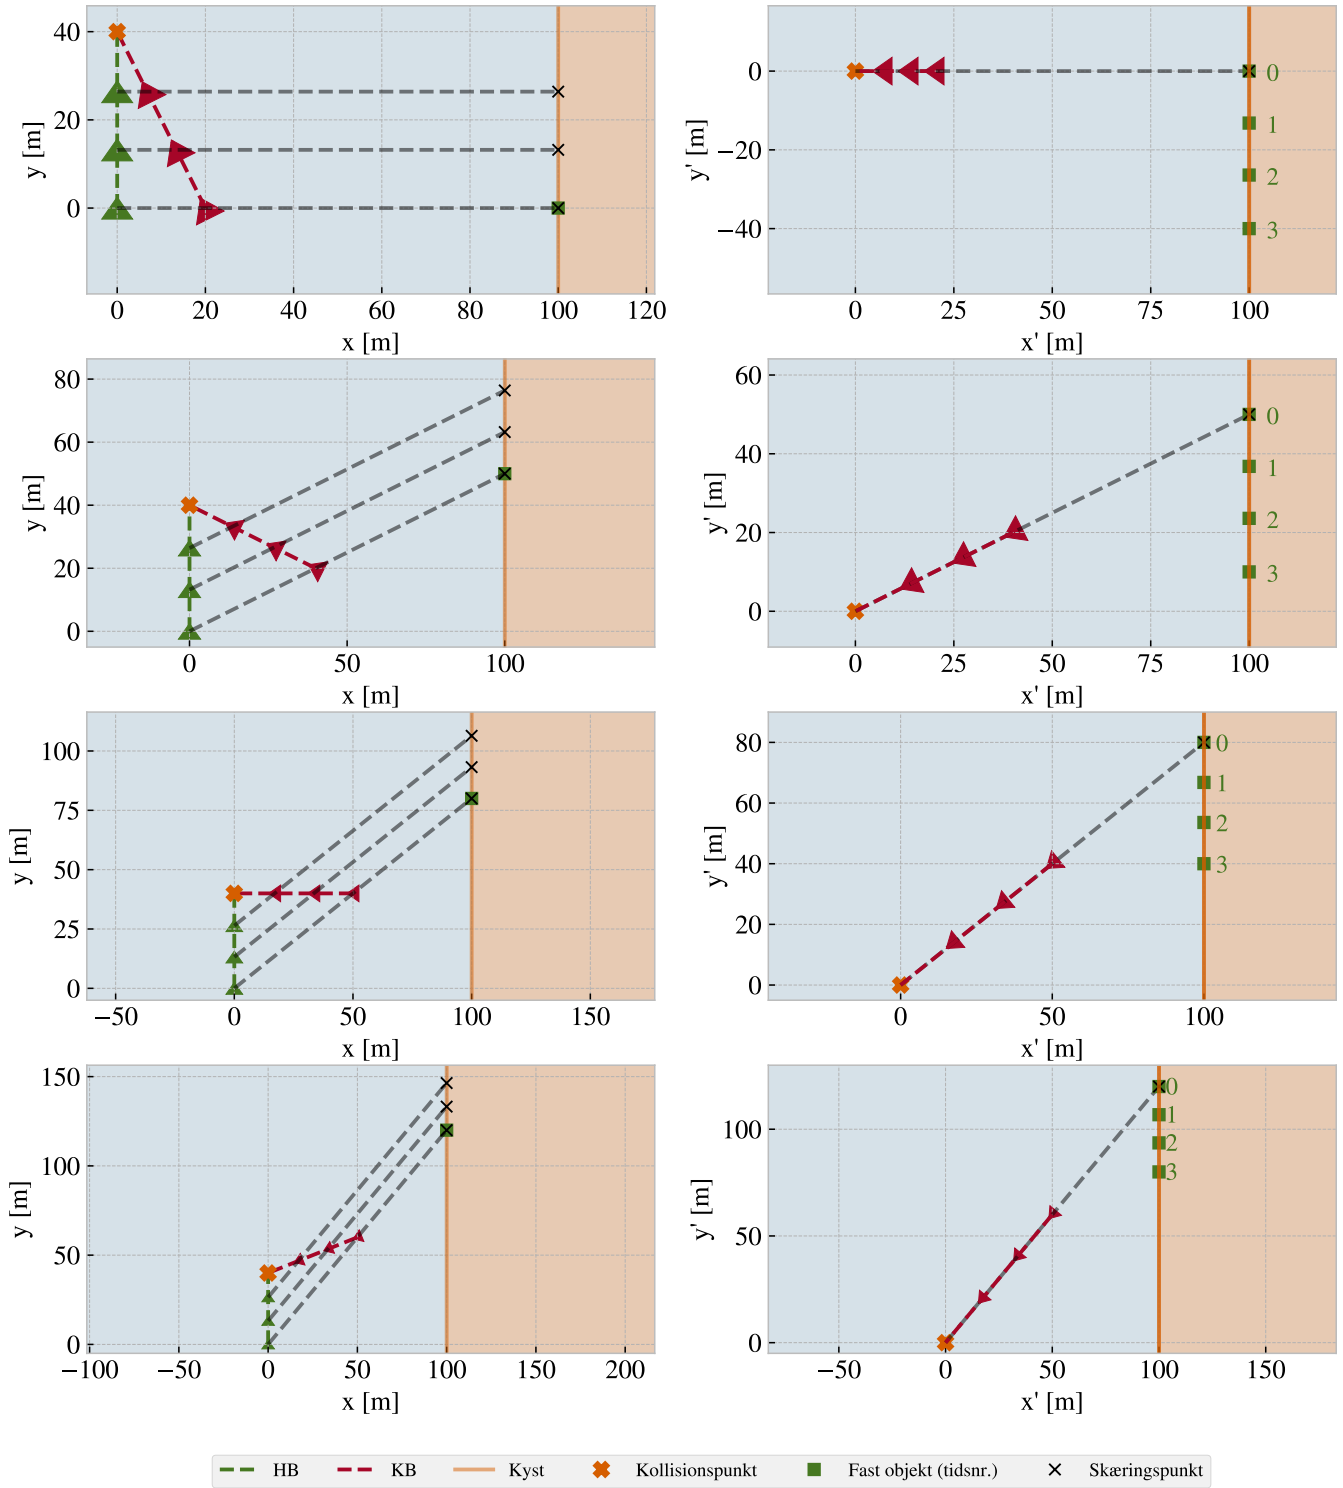 40
20
0
y [m]
0 20 40 60 80 100 120
x [m]
0
−20
−40
y' [m]
0 1 2 3
0 25 50 75 100
x' [m]
80
60
40
20
0
y [m]
0 50 100
x [m]
60
40
20
0
y' [m]
0 1 2 3
0 25 50 75 100
x' [m]
100
75
50
25
0
y [m]
−50 0 50 100 150
x [m]
80
60
40
20
0
y' [m]
0 1 2 3
0 50 100
x' [m]
150
100
50
0
y [m]
−100 −50 0 50 100 150 200
x [m]
100
50
0
y' [m]
0 1 2 3
−50 0 50 100 150
x' [m]
HB KB Kyst Kollisionspunkt Fast objekt (tidsnr.) Skæringspunkt